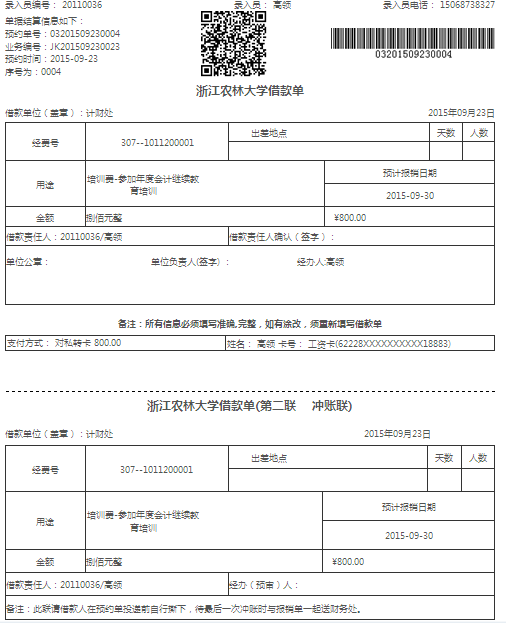 录入员编号： 20110036 录入员： 高领 录入员电话： 15068738327
单据结算信息如下：
预约单号：03201509230004
业务编号：JK201509230023
预约时间：2015-09-23
序号为：0004
03201509230004
浙江农林大学借款单
借款单位（盖章）：计财处 2015年09月23日
经费号 307--1011200001 出差地点 天数 人数
用途 培训费-参加年度会计继续教育培训 预计报销日期
2015-09-30
金额 捌佰元整 ¥800.00
借款责任人：20110036/高领 借款责任人确认（签字）：
单位公章： 单位负责人(签字) ： 经办人:高领
备注：所有信息必须填写准确,完整，如有涂改，须重新填写借款单
支付方式： 对私转卡 800.00 姓名： 高领 卡号： 工资卡(62228XXXXXXXXXX18883)
浙江农林大学借款单(第二联 冲账联)
借款单位（盖章）：计财处 2015年09月23日
经费号 307--1011200001 出差地点 天数 人数
用途 培训费-参加年度会计继续教育培训 预计报销日期
2015-09-30
金额 捌佰元整 ¥800.00
借款责任人：20110036/高领 经办（预审）人：
备注：此联请借款人在预约单投递前自行撕下，待最后一次冲账时与报销单一起送财务处。